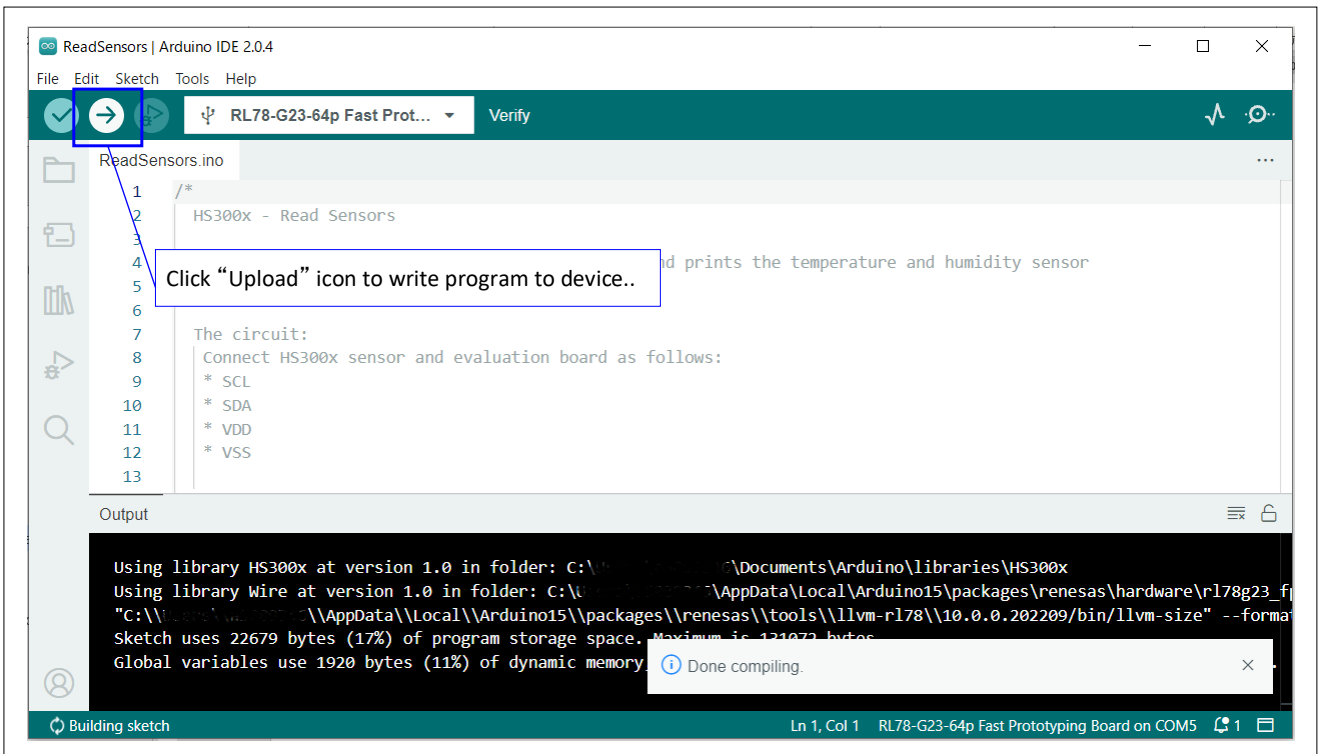 ReadSensors | Arduino IDE 2.0.4
File Edit Sketch Tools Help
RL78-G23-64p Fast Prot... Verify
ReadSensors.ino
1 /*
2 HS300x - Read Sensors
3
4 nd prints the temperature and humidity sensor
Click “Upload” icon to write program to device..
5
6
7 The circuit:
8 Connect HS300x sensor and evaluation board as follows:
9 * SCL
10 * SDA
11 * VDD
12 * VSS
13
Output
Using library HS300x at version 1.0 in folder: C:\ \Documents\Arduino\libraries\HS300x
Using library Wire at version 1.0 in folder: C:\ \AppData\Local\Arduino15\packages\renesas\hardware\rl78g23_f
"C:\\ \\AppData\\Local\\Arduino15\\packages\\renesas\\tools\\llvm-rl78\\10.0.0.202209/bin/llvm-size" --format
Sketch uses 22679 bytes (17%) of program storage space. Maximum is 131072 bytes
Global variables use 1920 bytes (11%) of dynamic memory
Done compiling.
Building sketch Ln 1, Col 1 RL78-G23-64p Fast Prototyping Board on COM5 1